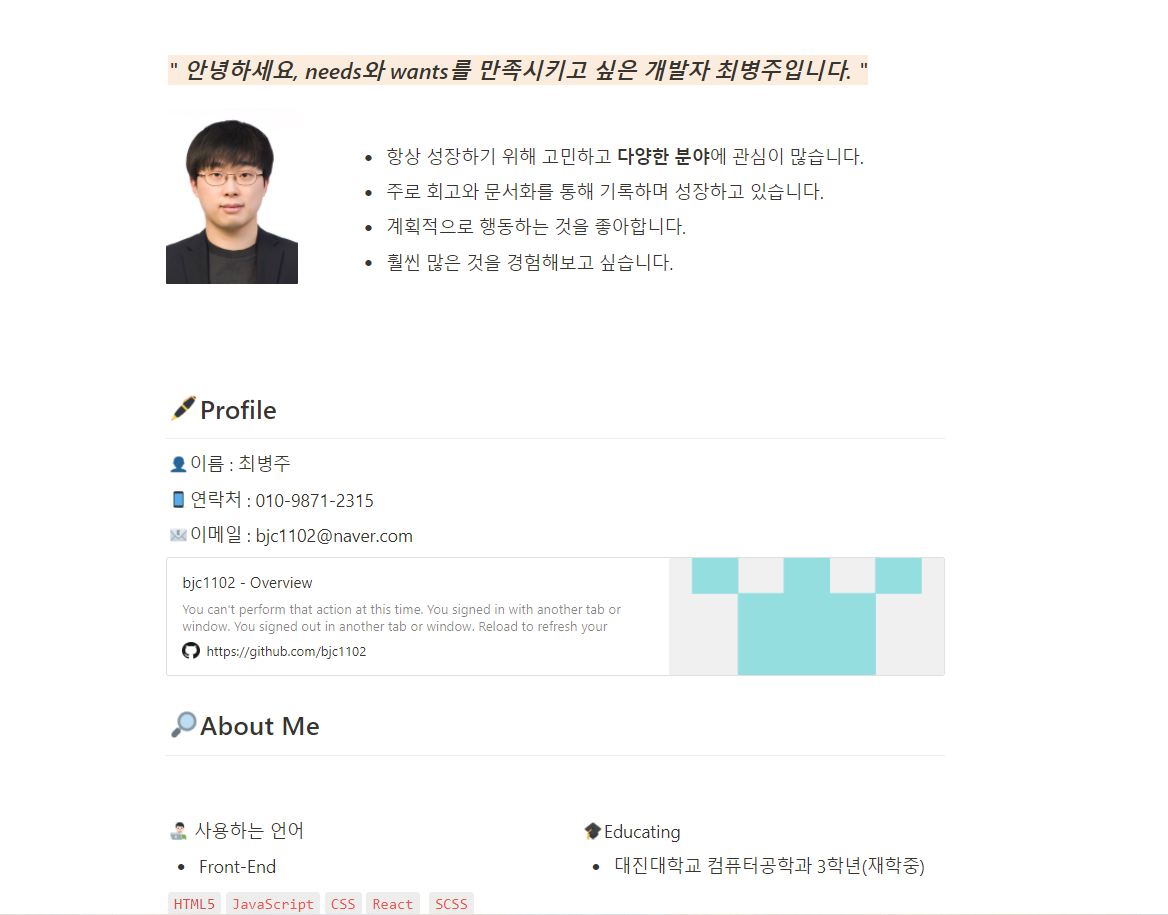 " 안녕하세요, needs와 wants를 만족시키고 싶은 개발자 최병주입니다. "
항상 성장하기 위해 고민하고 다양한 분야에 관심이 많습니다.
주로 회고와 문서화를 통해 기록하며 성장하고 있습니다.
계획적으로 행동하는 것을 좋아합니다.
훨씬 많은 것을 경험해보고 싶습니다.
Profile
이름 : 최병주
연락처 : 010-9871-2315
이메일 : bjc1102@naver.com
bjc1102 - Overview
You can't perform that action at this time. You signed in with another tab or
window. You signed out in another tab or window. Reload to refresh your
https://github.com/bjc1102
About Me
사용하는 언어
Front-End
HTML5 JavaScript CSS React SCSS
Educating
대진대학교 컴퓨터공학과 3학년(재학중)